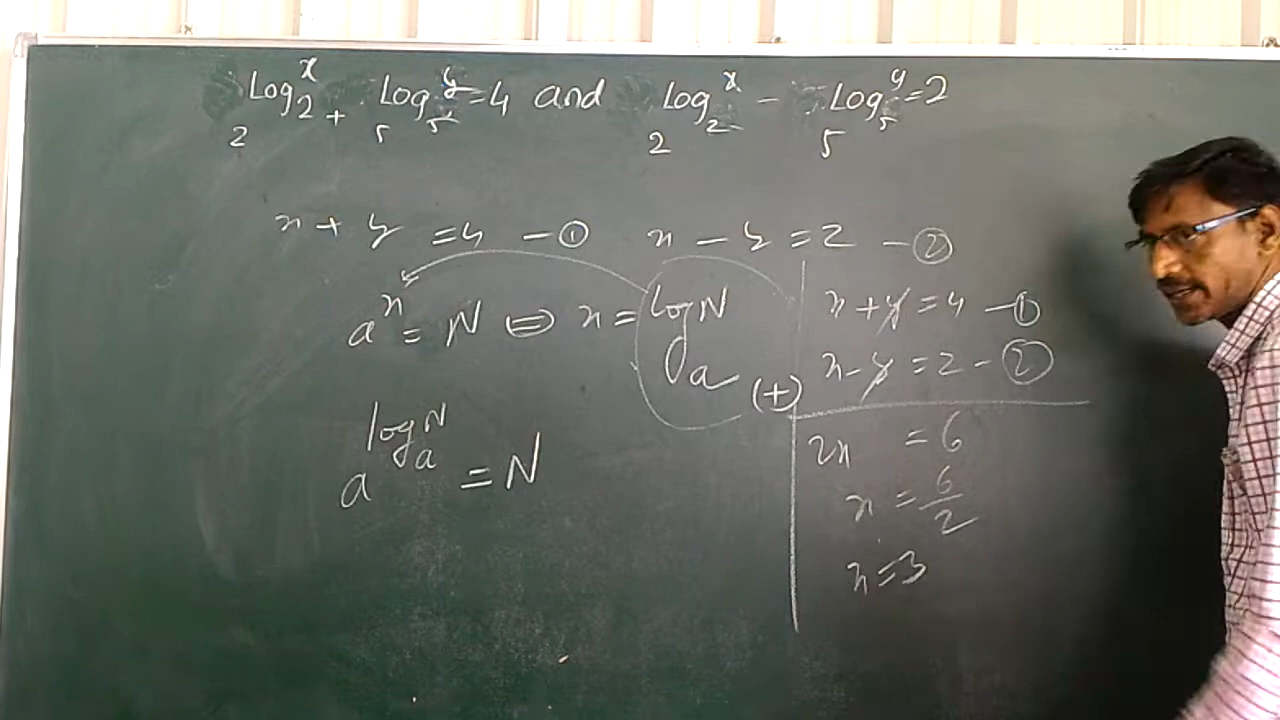 2^{Log_2^x} + 5^{Log_5^y} = 4 and 2^{Log_2^x} - 5^{Log_5^y} = 2
x + y = 4 - ① x - y = 2 - ②
a^x = N ⇔ x = log_a^N
a^{log_a^N} = N
x + y = 4 - ①
x - y = 2 - ②
(+)
2x = 6
x = 6/2
x = 3